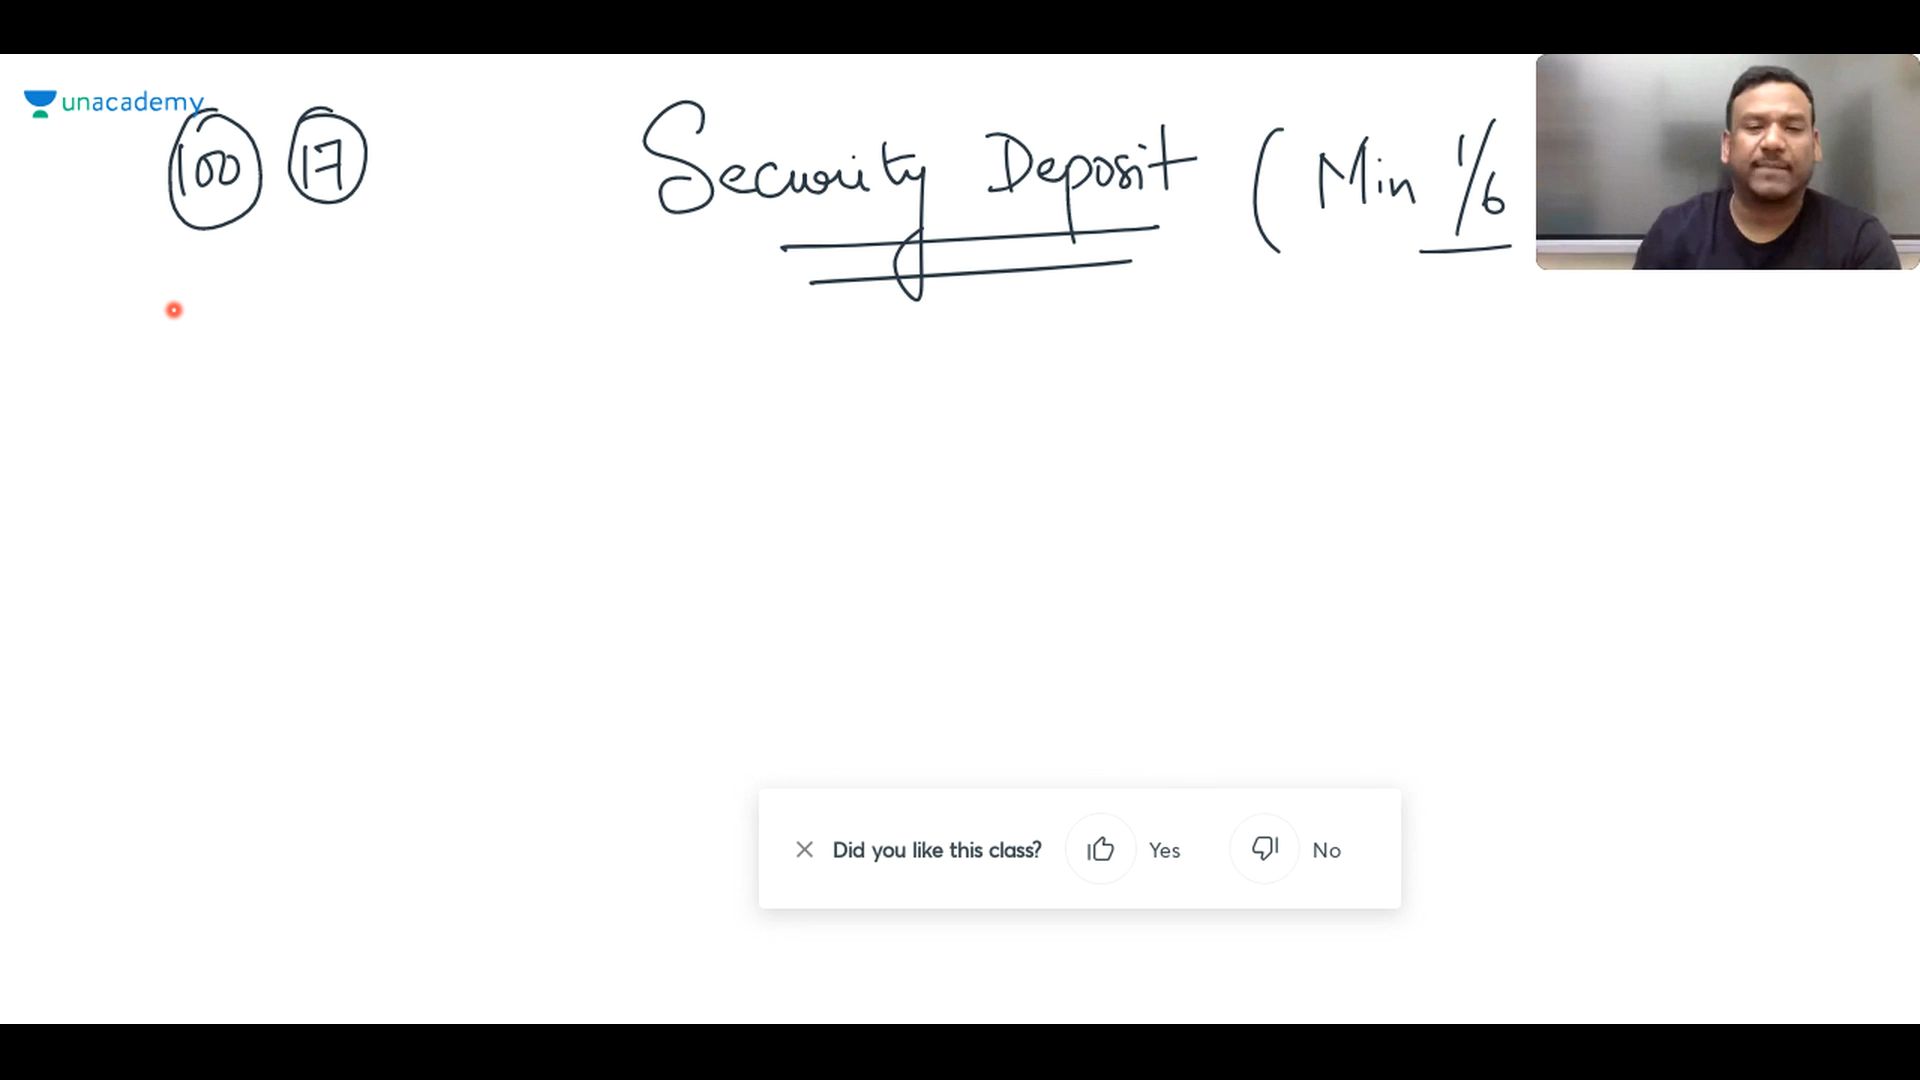 unacademy
100 17 Security Deposit ( Min 1/6
Did you like this class? Yes No